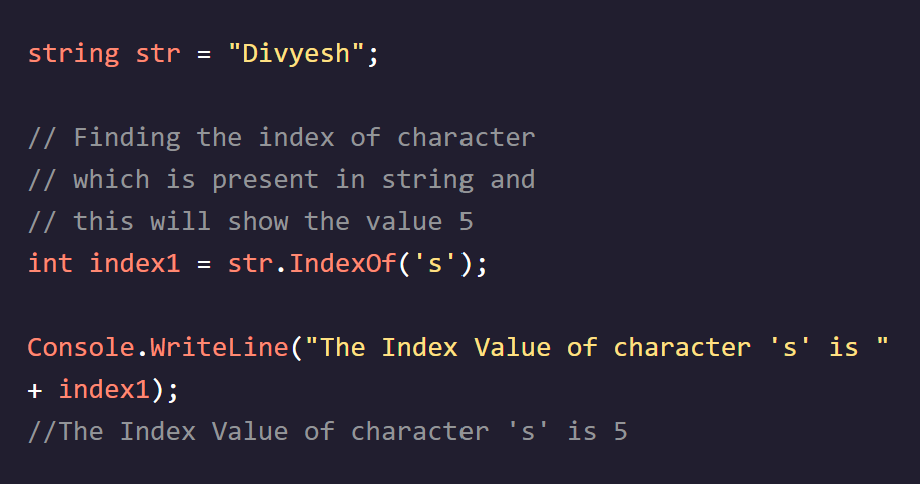 string str = "Divyesh";
// Finding the index of character
// which is present in string and
// this will show the value 5
int index1 = str.IndexOf('s');
Console.WriteLine("The Index Value of character 's' is "
+ index1);
//The Index Value of character 's' is 5